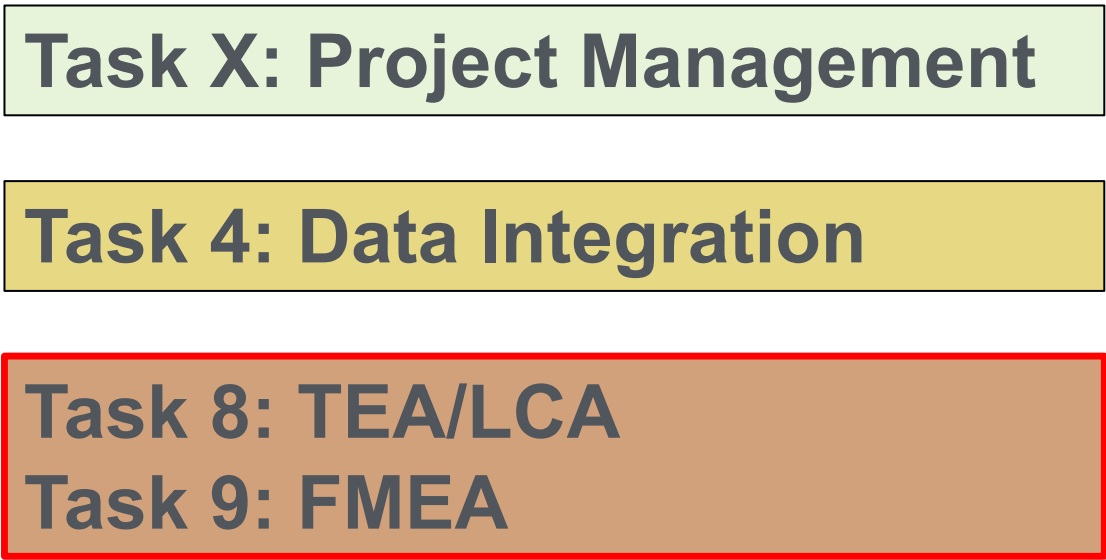 Task X: Project Management
Task 4: Data Integration
Task 8: TEA/LCA
Task 9: FMEA